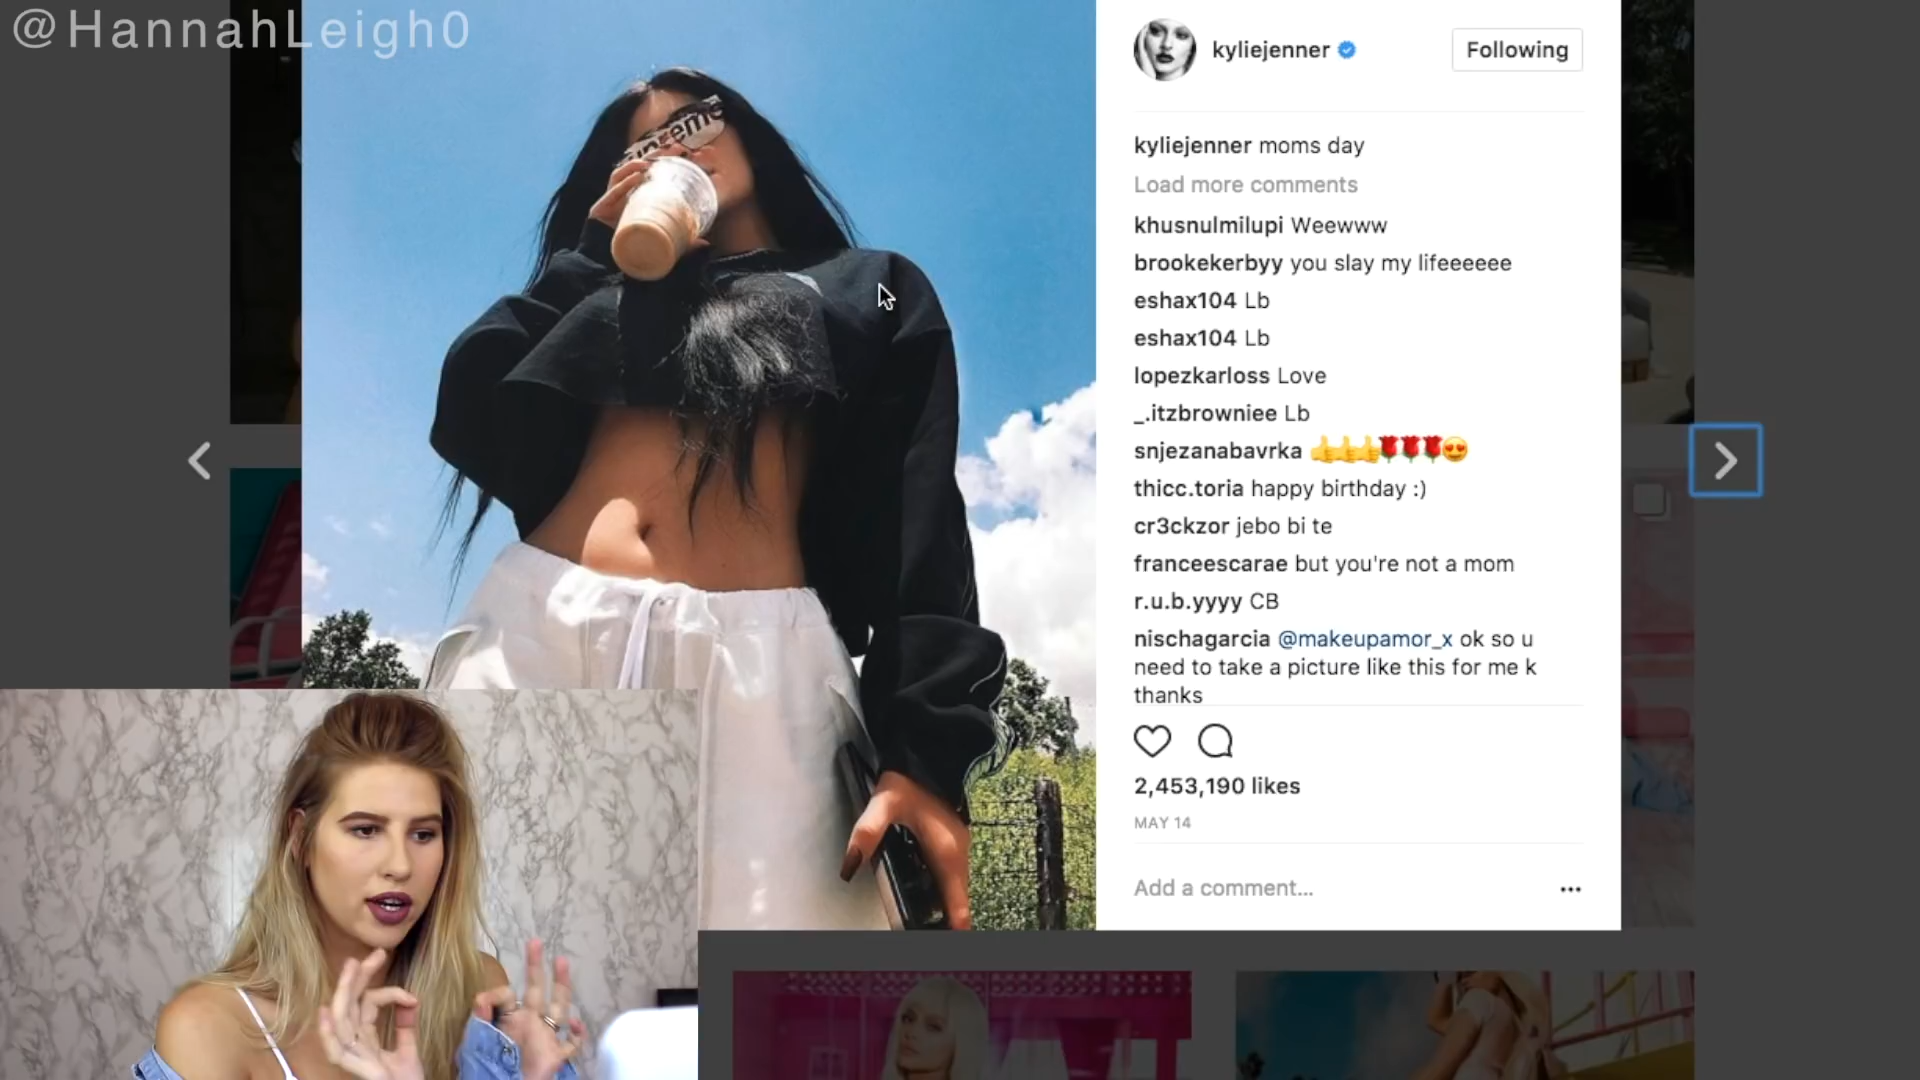 @HannahLeigh0
kyliejenner
Following
kyliejenner moms day
Load more comments
khusnulmilupi Weewww
brookekerbyy you slay my lifeeeeee
eshax104 Lb
eshax104 Lb
lopezkarloss Love
_.itzbrowniee Lb
snjezanabavrka 👍👍👍🌹🌹🌹😍
thicc.toria happy birthday :)
cr3ckzor jebo bi te
franceescarae but you're not a mom
r.u.b.yyyy CB
nischagarcia @makeupamor_x ok so u
need to take a picture like this for me k
thanks
2,453,190 likes
MAY 14
Add a comment...